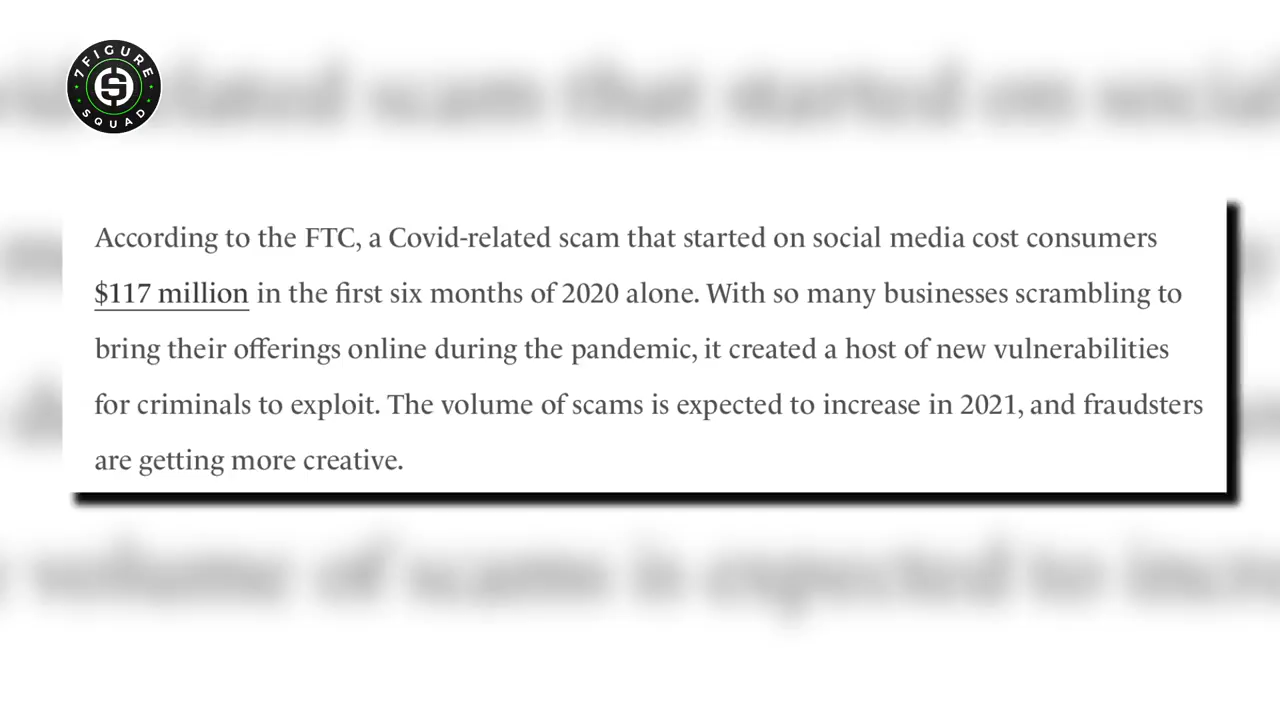 7 FIGURE
SQUAD
According to the FTC, a Covid-related scam that started on social media cost consumers
$117 million in the first six months of 2020 alone. With so many businesses scrambling to
bring their offerings online during the pandemic, it created a host of new vulnerabilities
for criminals to exploit. The volume of scams is expected to increase in 2021, and fraudsters
are getting more creative.